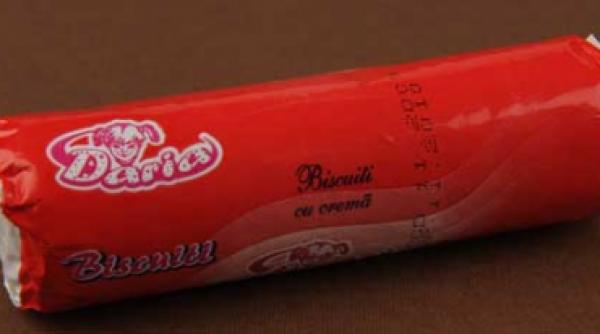 Daria
Biscuiti
cu cremă
Biscuiti